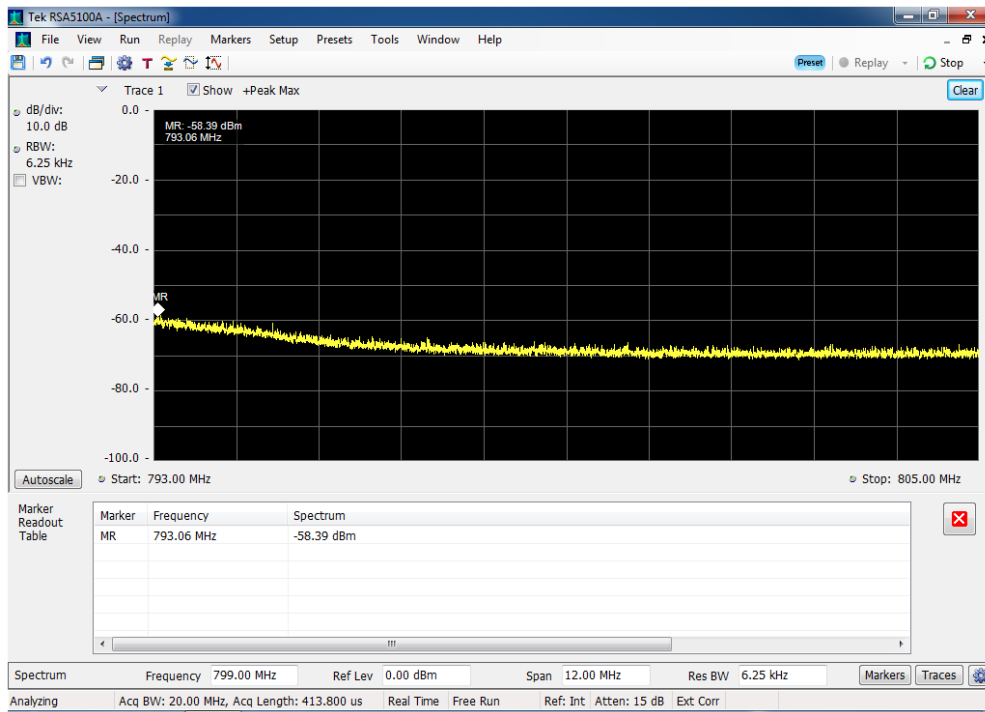 Tek RSA5100A - [Spectrum]
File View Run Replay Markers Setup Presets Tools Window Help
T Preset Replay Stop
Trace 1 Show +Peak Max Clear
dB/div:
10.0 dB
RBW:
6.25 kHz
VBW:
0.0
MR: -58.39 dBm
793.06 MHz
-20.0
-40.0
MR
-60.0
-80.0
-100.0
Autoscale Start: 793.00 MHz Stop: 805.00 MHz
Marker
Readout
Table
Marker Frequency Spectrum
MR 793.06 MHz -58.39 dBm
Spectrum Frequency 799.00 MHz Ref Lev 0.00 dBm Span 12.00 MHz Res BW 6.25 kHz Markers Traces
Analyzing Acq BW: 20.00 MHz, Acq Length: 413.800 us Real Time Free Run Ref: Int Atten: 15 dB Ext Corr